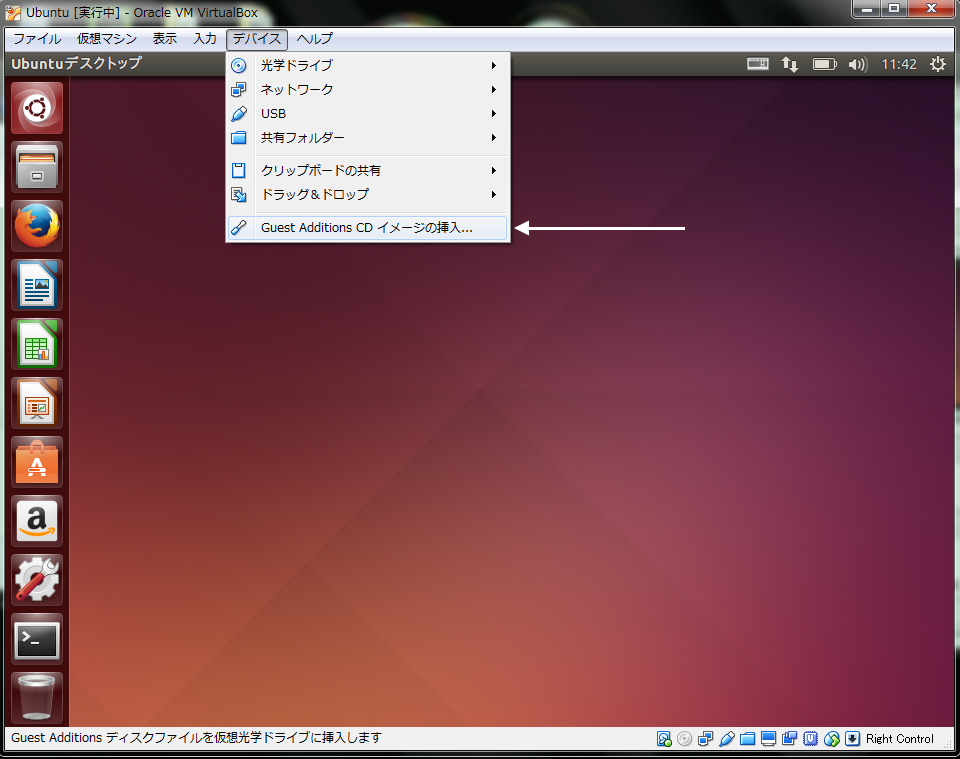 Ubuntu [実行中] - Oracle VM VirtualBox
ファイル 仮想マシン 表示 入力 デバイス ヘルプ
Ubuntuデスクトップ 11:42
光学ドライブ
ネットワーク
USB
共有フォルダー
クリップボードの共有
ドラッグ＆ドロップ
Guest Additions CD イメージの挿入...
Guest Additions ディスクファイルを仮想光学ドライブに挿入します Right Control